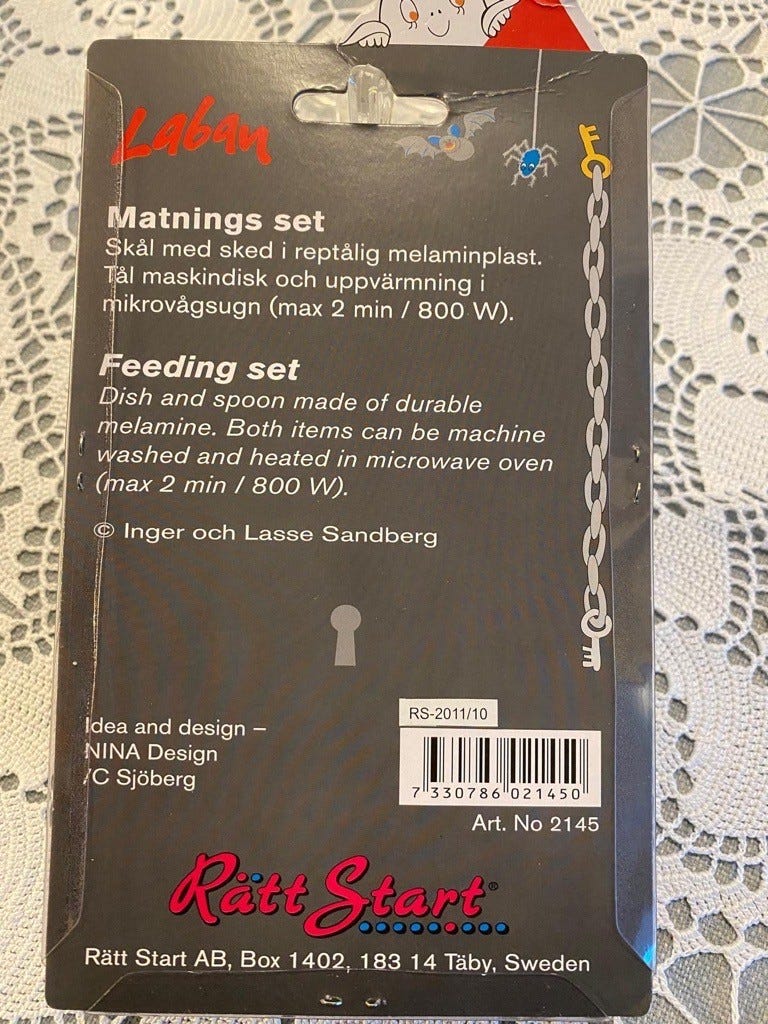 Laban
Matnings set
Skål med sked i reptålig melaminplast.
Tål maskindisk och uppvärmning i
mikrovågsugn (max 2 min / 800 W).
Feeding set
Dish and spoon made of durable
melamine. Both items can be machine
washed and heated in microwave oven
(max 2 min / 800 W).
© Inger och Lasse Sandberg
Idea and design –
NINA Design
/C Sjöberg
RS-2011/10
7 330786 021450
Art. No 2145
Rätt Start®
Rätt Start AB, Box 1402, 183 14 Täby, Sweden